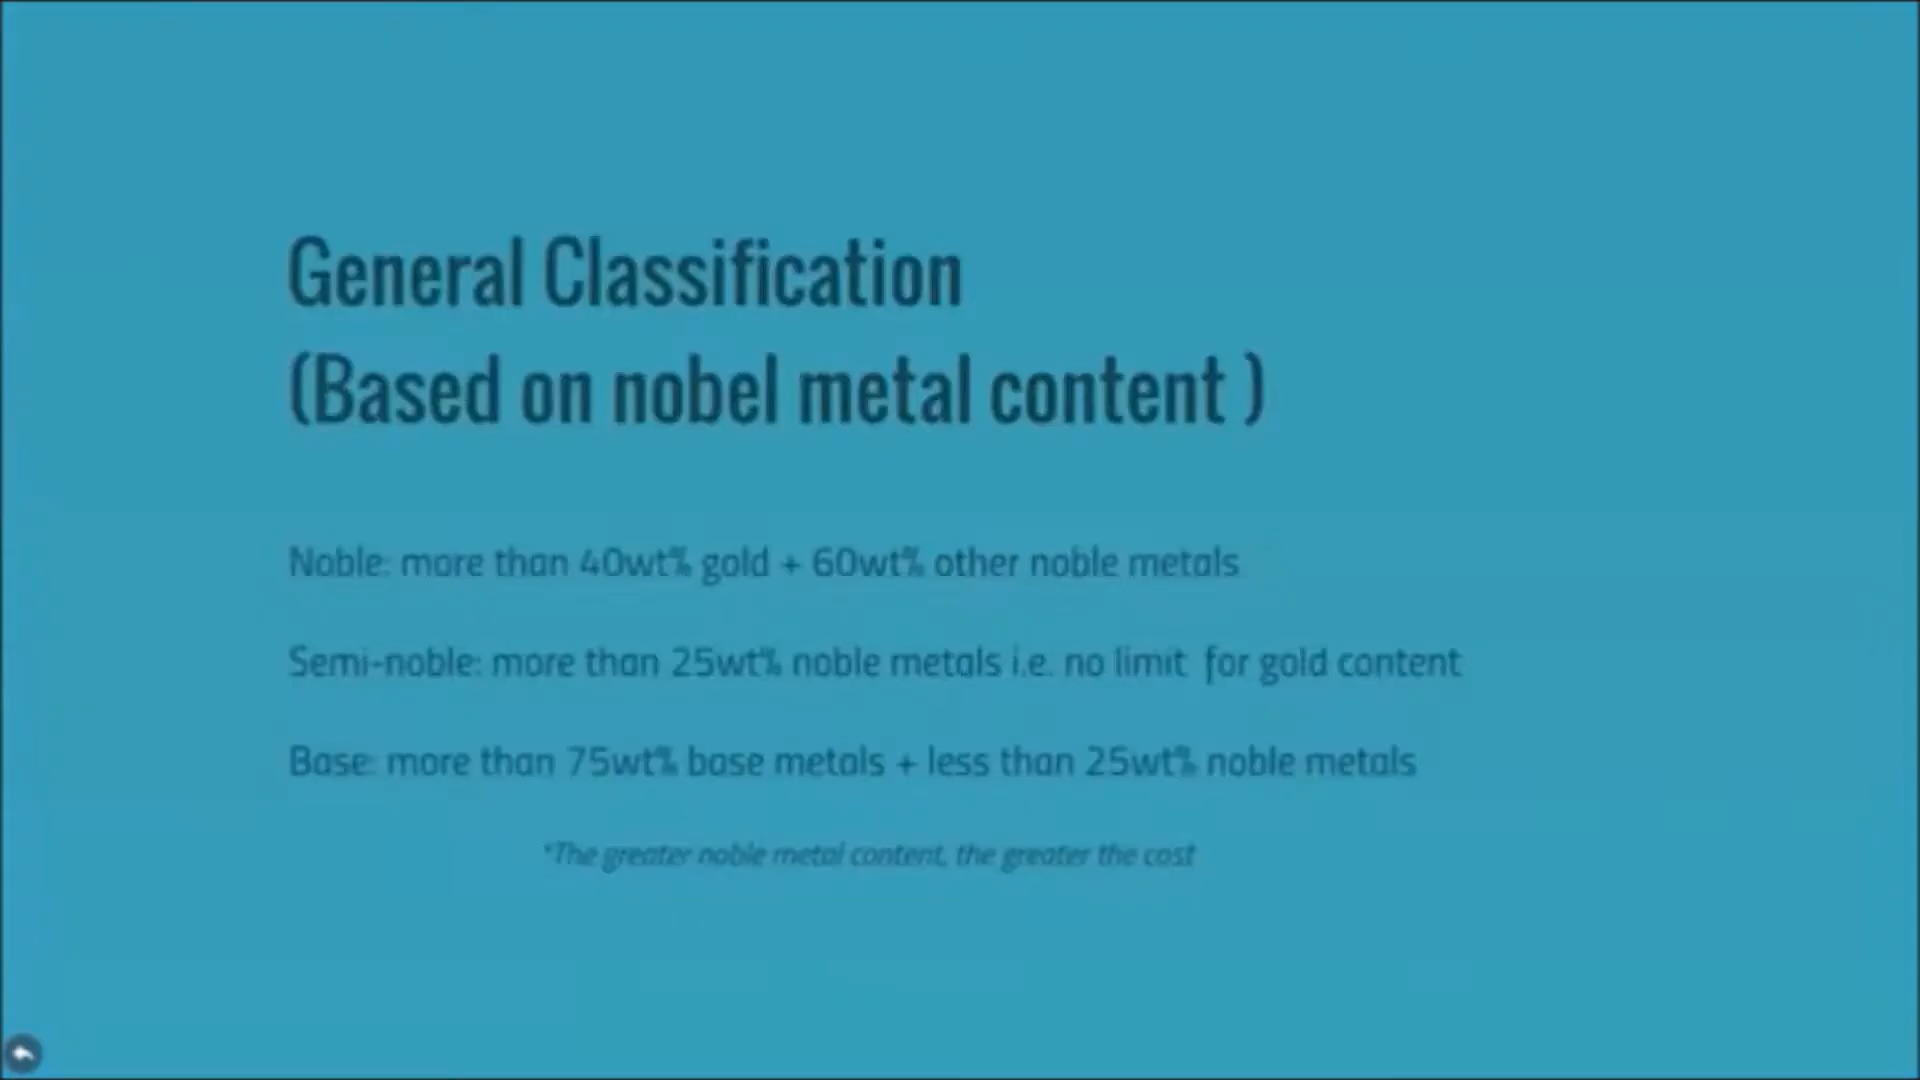 General Classification
(Based on nobel metal content )
Noble: more than 40wt% gold + 60wt% other noble metals
Semi-noble: more than 25wt% noble metals i.e. no limit for gold content
Base: more than 75wt% base metals + less than 25wt% noble metals
*The greater noble metal content, the greater the cost